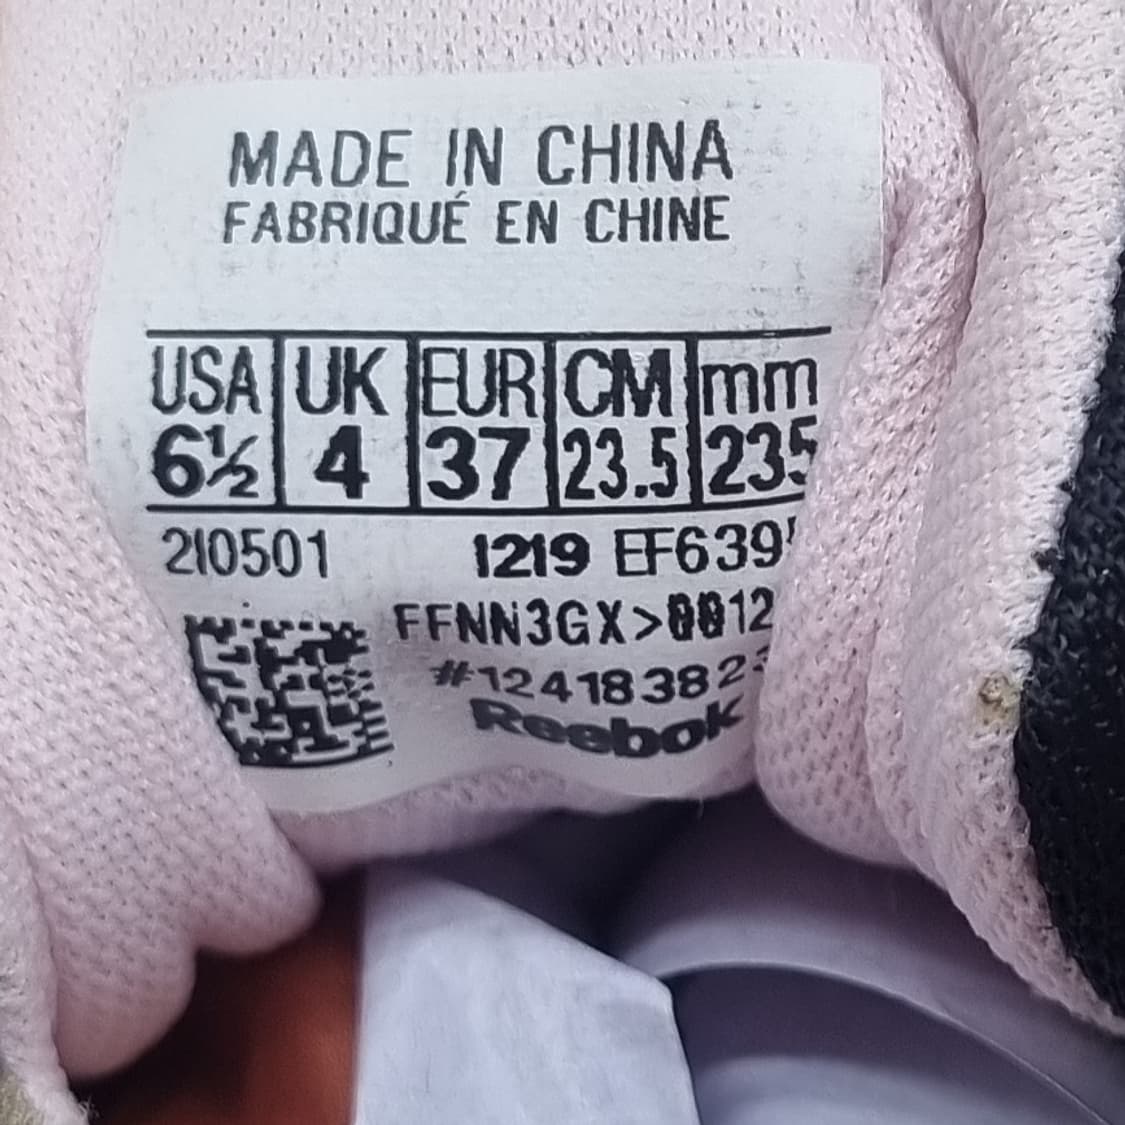 MADE IN CHINA
FABRIQUÉ EN CHINE
USA UK EUR CM mm
6½ 4 37 23.5 235
210501 1219 EF639
FFNN3GX>0012
#12418382
Reebok